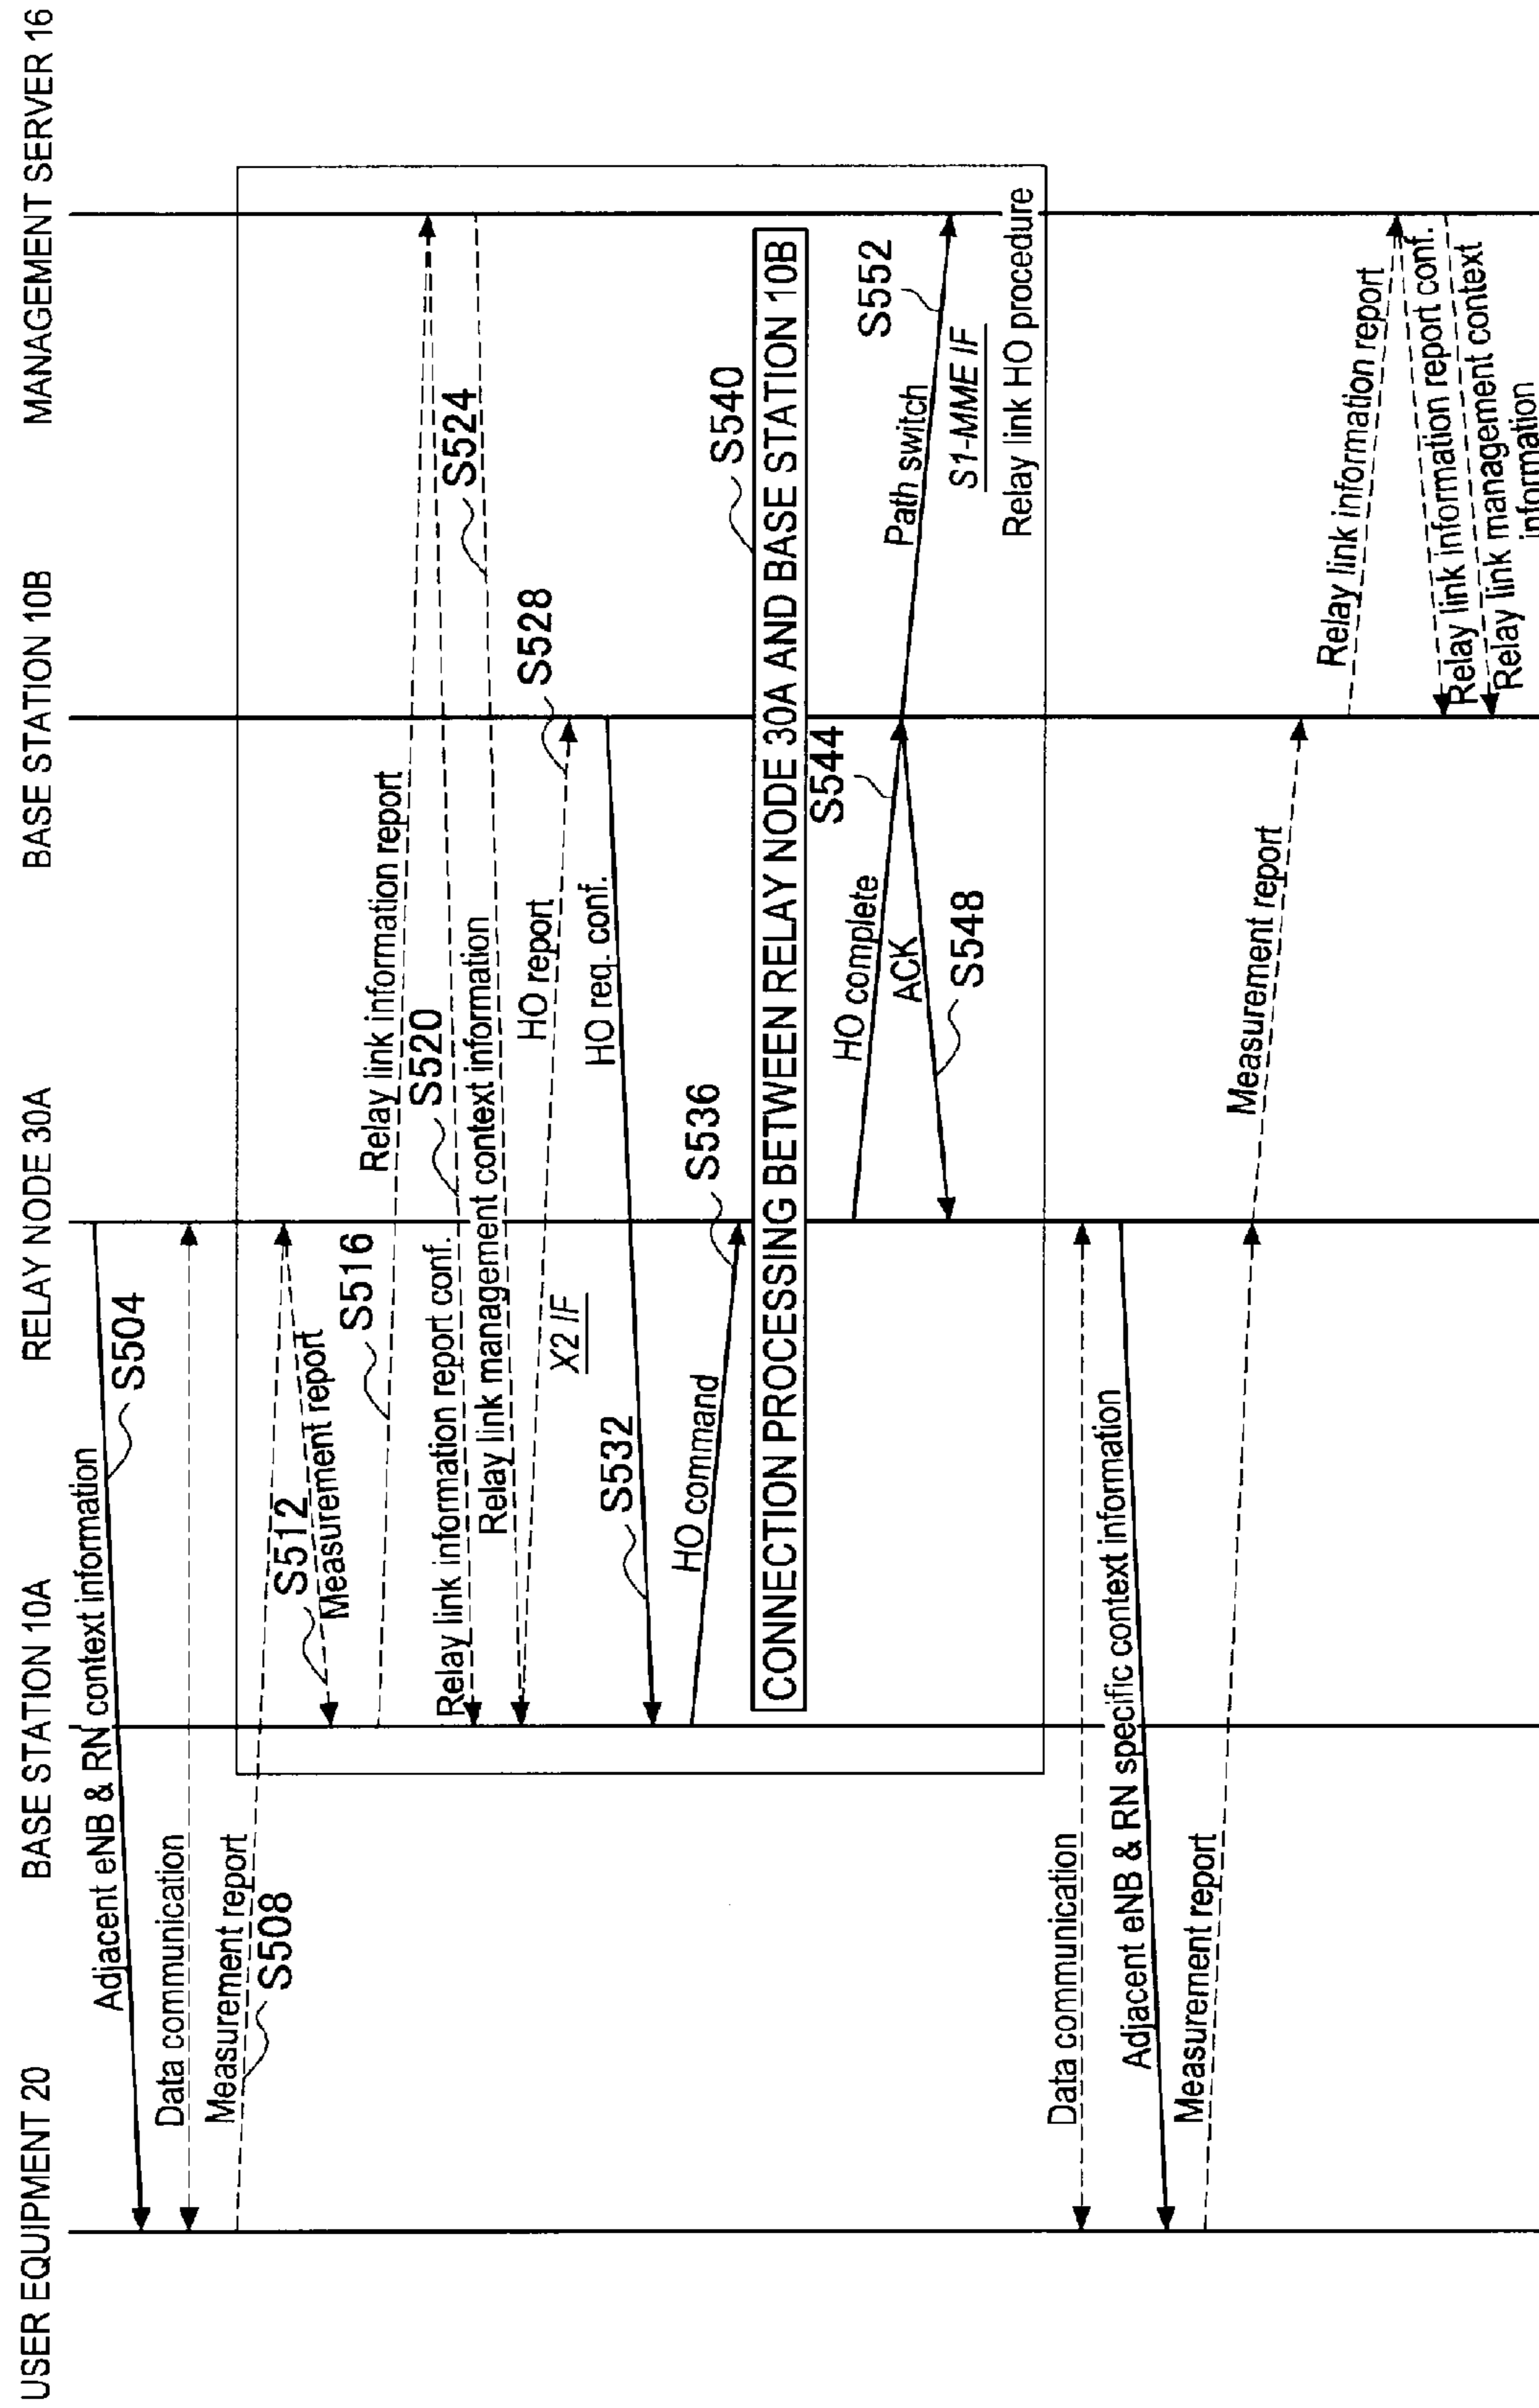 USER EQUIPMENT 20
BASE STATION 10A
RELAY NODE 30A
BASE STATION 10B
MANAGEMENT SERVER 16
Adjacent eNB & RN context information
S504
Data communication
Measurement report
S508
S512
Measurement report
S516
Relay link information report
S520
Relay link information report conf.
S524
Relay link management context information
HO report
S528
X2 IF
HO req. conf.
S532
HO command
S536
S540
CONNECTION PROCESSING BETWEEN RELAY NODE 30A AND BASE STATION 10B
S544
HO complete
ACK
S548
Path switch
S552
S1-MME IF
Relay link HO procedure
Data communication
Adjacent eNB & RN specific context information
Measurement report
Measurement report
Relay link information report
Relay link information report conf.
Relay link management context
information